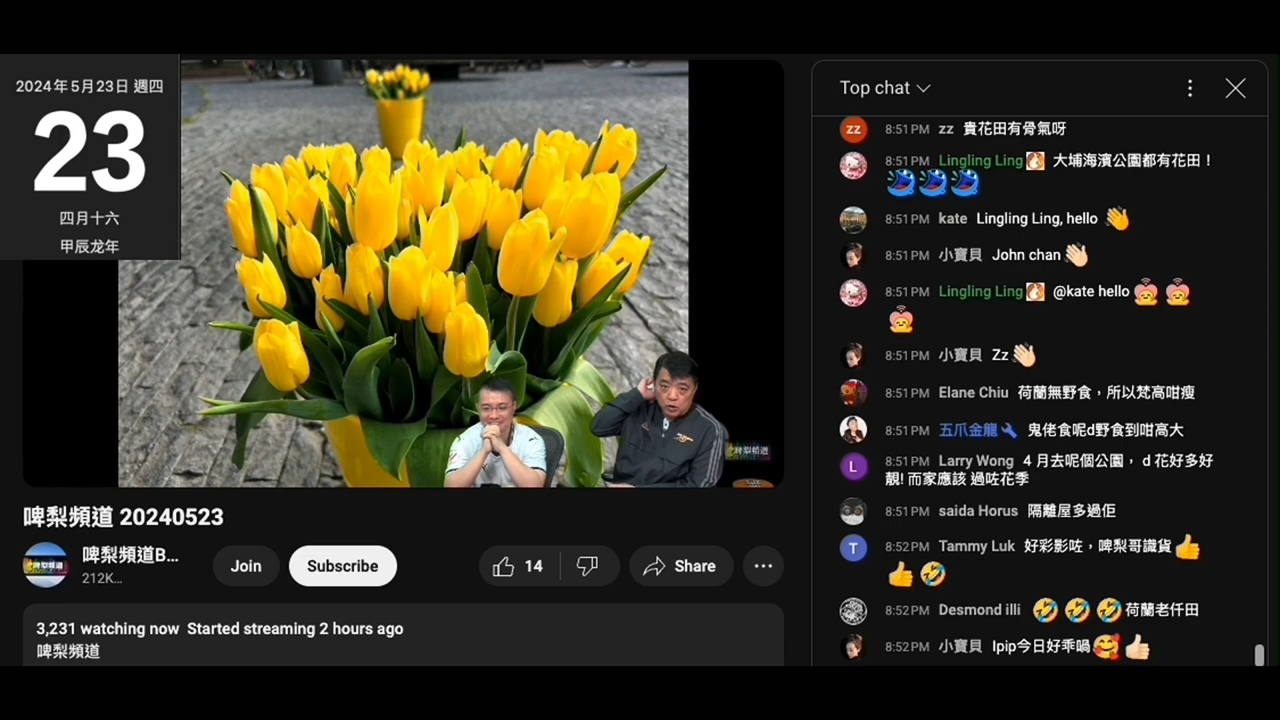 2024年5月23日 週四
23
四月十六
甲辰龙年
啤梨頻道
啤梨頻道 20240523
啤梨頻道B...
212K...
Join
Subscribe
14
Share
3,231 watching now Started streaming 2 hours ago
啤梨頻道
Top chat
ZZ
8:51 PM zz 貴花田有骨氣呀
8:51 PM Lingling Ling 大埔海濱公園都有花田！
8:51 PM kate Lingling Ling, hello 👋
8:51 PM 小寶貝 John chan 👋🏻
8:51 PM Lingling Ling @kate hello
8:51 PM 小寶貝 Zz 👋🏻
8:51 PM Elane Chiu 荷蘭無野食，所以梵高咁瘦
8:51 PM 五爪金龍 鬼佬食呢d野食到咁高大
L
8:51 PM Larry Wong 4 月去呢個公園， d 花好多好
靚! 而家應該 過咗花季
8:51 PM saida Horus 隔離屋多過佢
T
8:52 PM Tammy Luk 好彩影咗，啤梨哥識貨 👍
👍 🤣
8:52 PM Desmond illi 🤣 🤣 🤣 荷蘭老仟田
8:52 PM 小寶貝 Ipip今日好乖喎 🥰 👍🏻